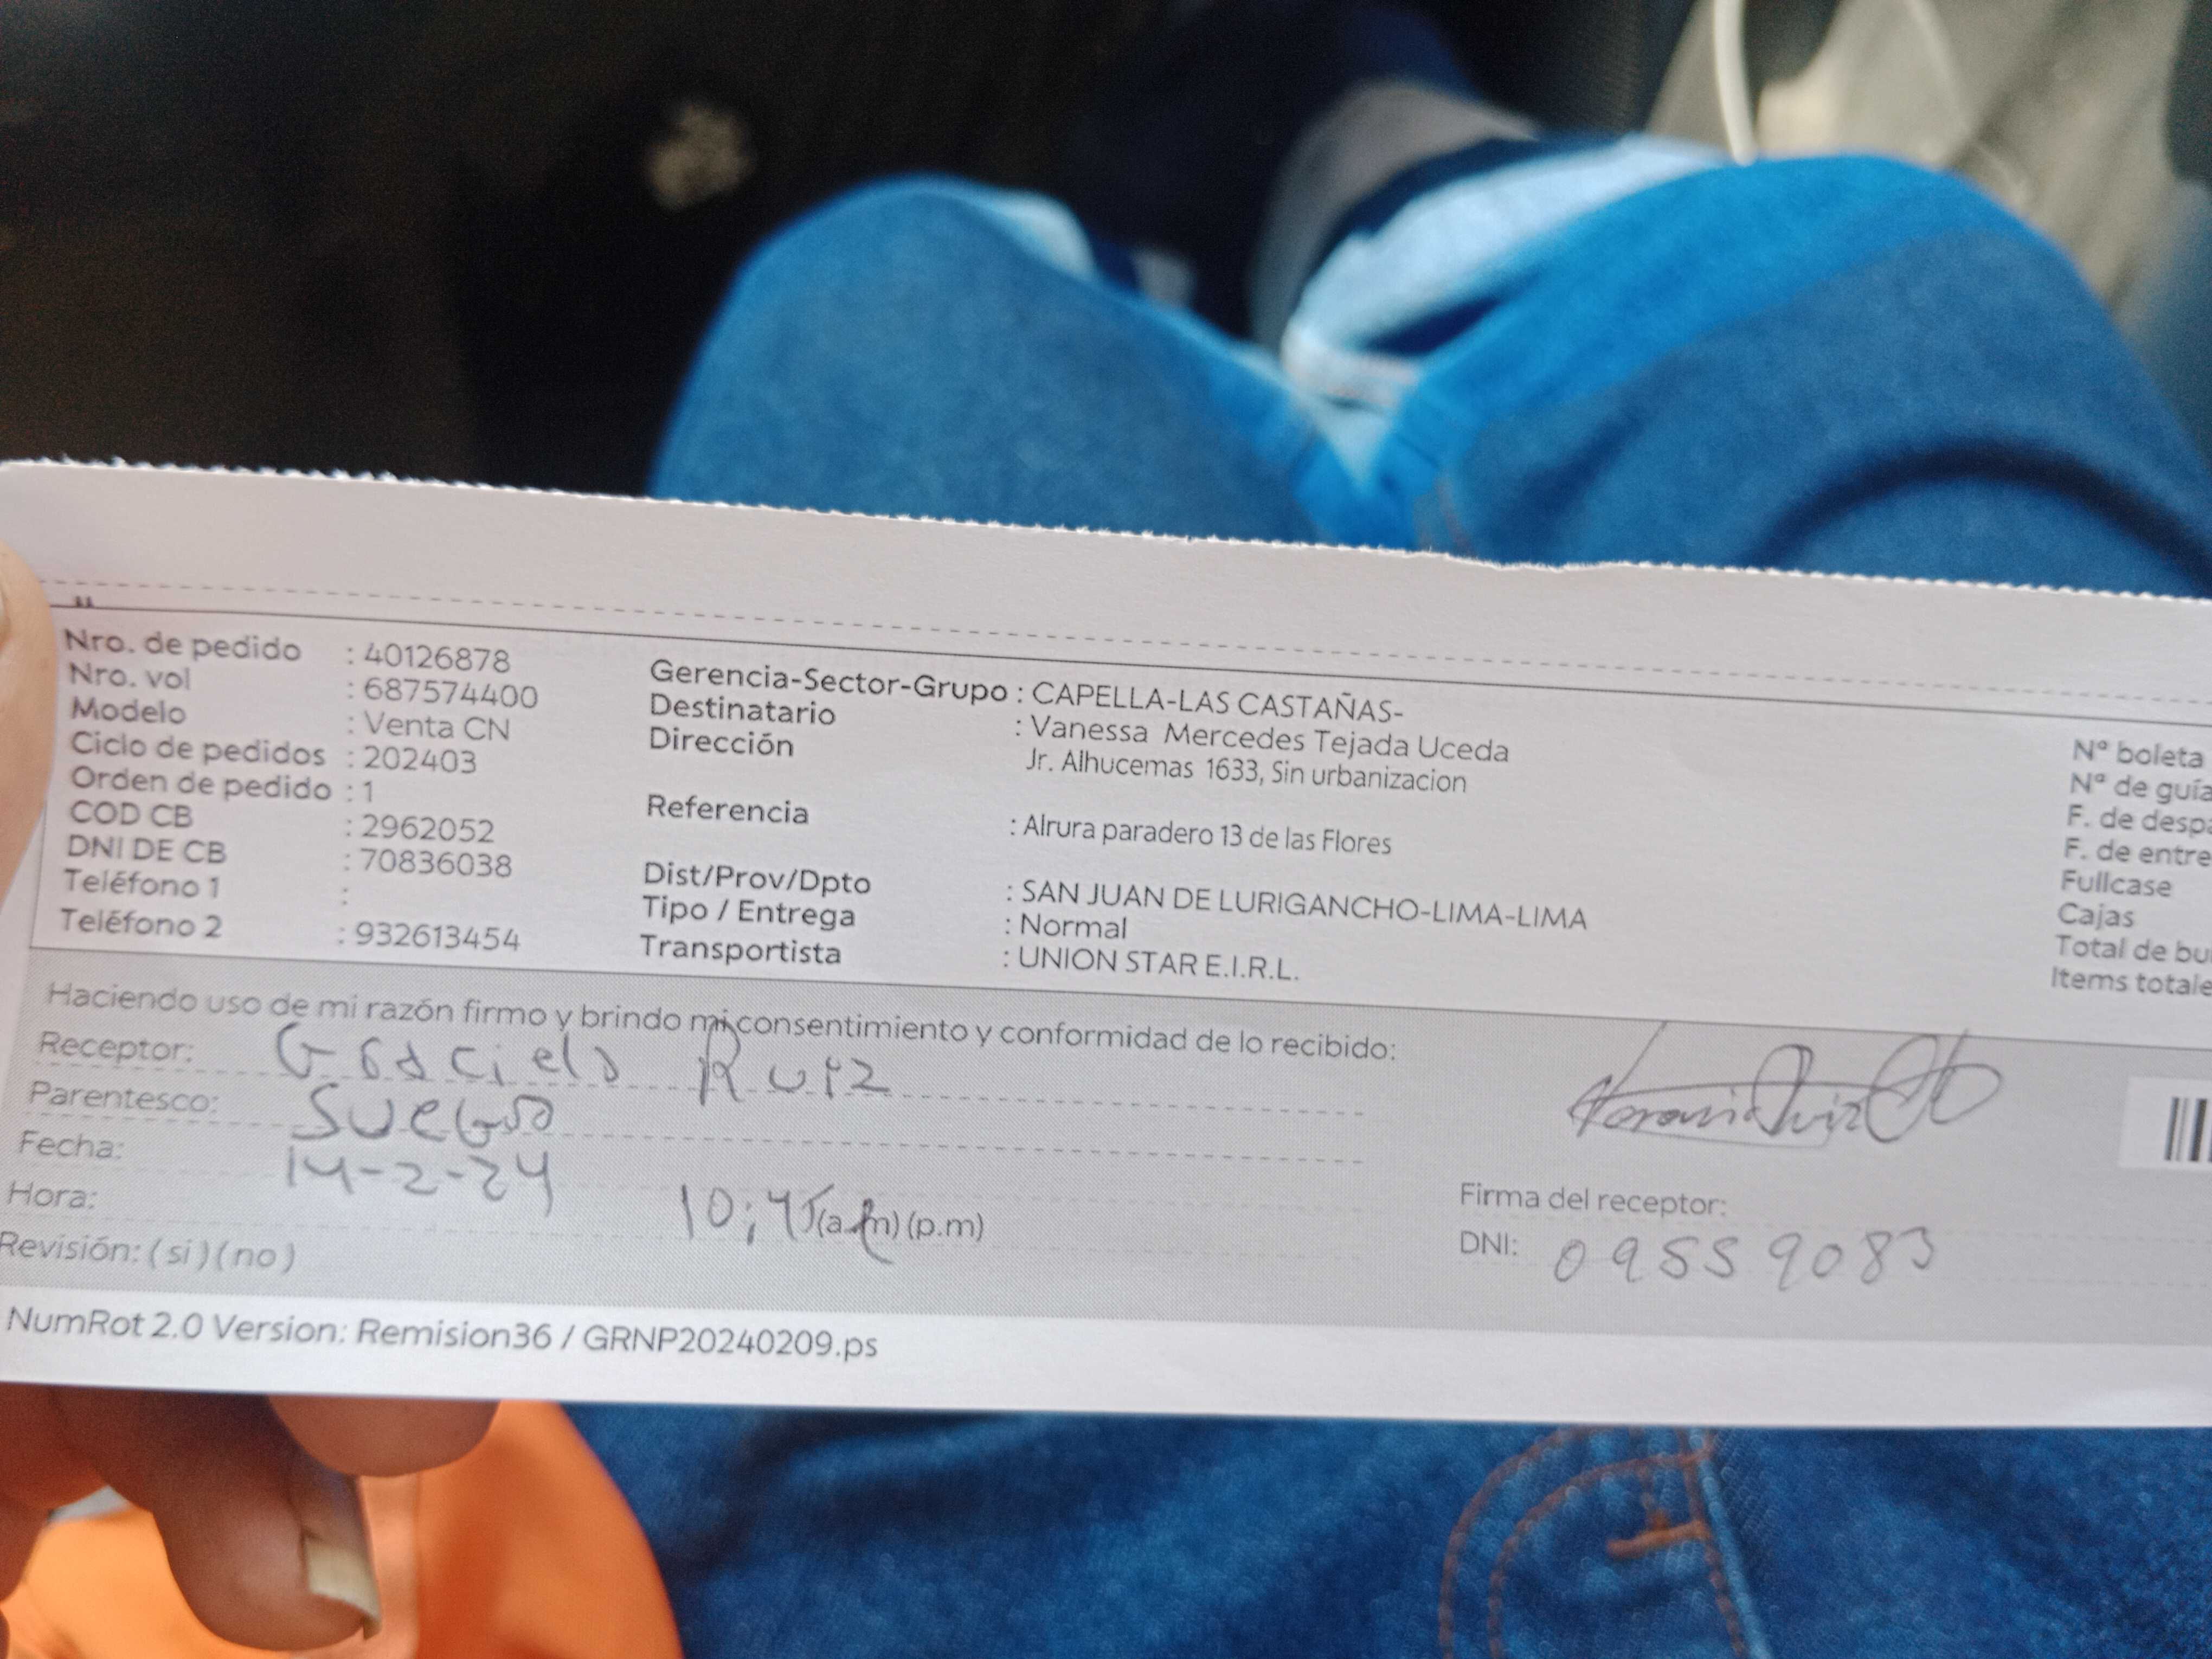 Nro. de pedido : 40126878
Nro. vol : 687574400
Modelo : Venta CN
Ciclo de pedidos : 202403
Orden de pedido : 1
COD CB : 2962052
DNI DE CB : 70836038
Teléfono 1 :
Teléfono 2 : 932613454
Gerencia-Sector-Grupo : CAPELLA-LAS CASTAÑAS-
Destinatario : Vanessa Mercedes Tejada Uceda
Dirección Jr. Alhucemas 1633, Sin urbanizacion
Referencia : Alrura paradero 13 de las Flores
Dist/Prov/Dpto : SAN JUAN DE LURIGANCHO-LIMA-LIMA
Tipo / Entrega : Normal
Transportista : UNION STAR E.I.R.L.
Nº boleta
Nº de guía
F. de despa
F. de entre
Fullcase
Cajas
Total de bu
Items totale
Haciendo uso de mi razón firmo y brindo mi consentimiento y conformidad de lo recibido:
Receptor: Graciela Ruiz
Parentesco: Suegra
Fecha: 14-2-24
Hora: 10:45 (a.m) (p.m)
Revisión: (si) (no)
Firma del receptor:
DNI: 09559083
NumRot 2.0 Version: Remision36 / GRNP20240209.ps